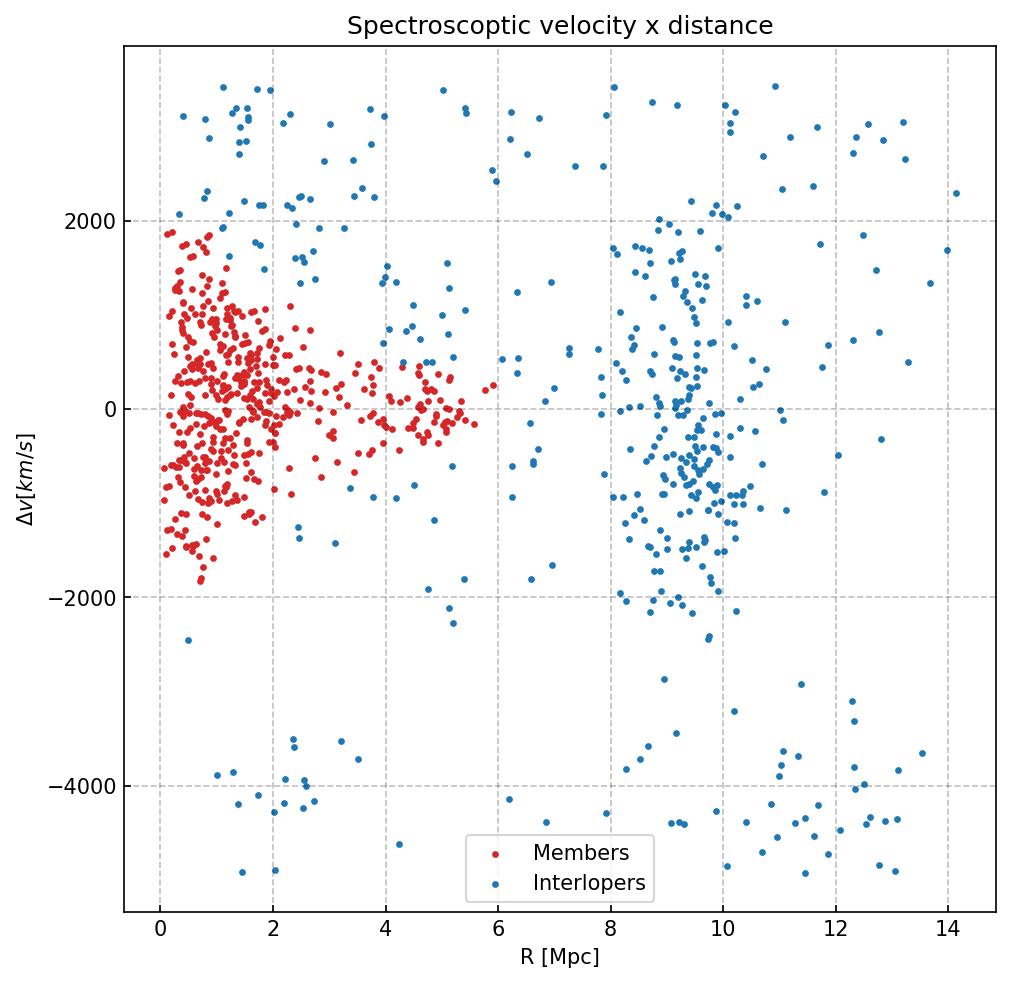 Spectroscoptic velocity x distance
Δv[km/s]
2000
0
−2000
−4000
0 2 4 6 8 10 12 14
R [Mpc]
Members
Interlopers